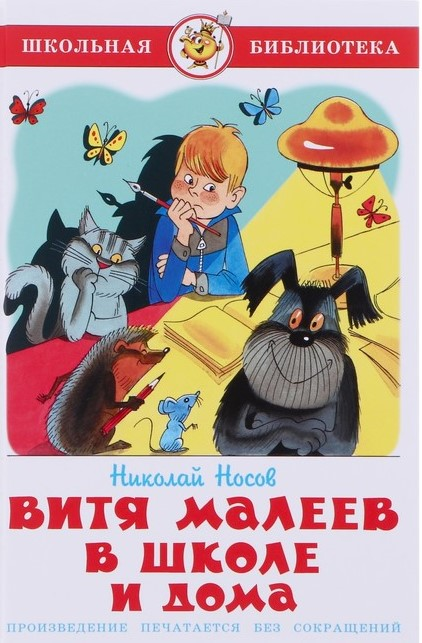 ШКОЛЬНАЯ БИБЛИОТЕКА
Николай Носов
ВИТЯ МАЛЕЕВ
В ШКОЛЕ
И ДОМА
ПРОИЗВЕДЕНИЕ ПЕЧАТАЕТСЯ БЕЗ СОКРАЩЕНИЙ